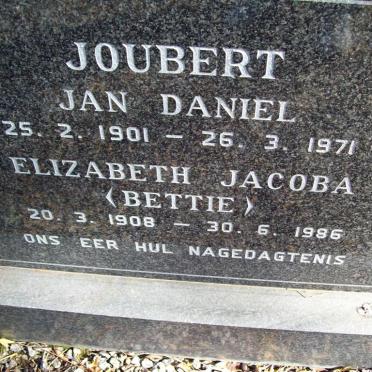 JOUBERT
JAN DANIEL
25. 2. 1901 — 26. 3. 1971
ELIZABETH JACOBA
(BETTIE)
20. 3. 1908 — 30. 6. 1986
ONS EER HUL NAGEDAGTENIS